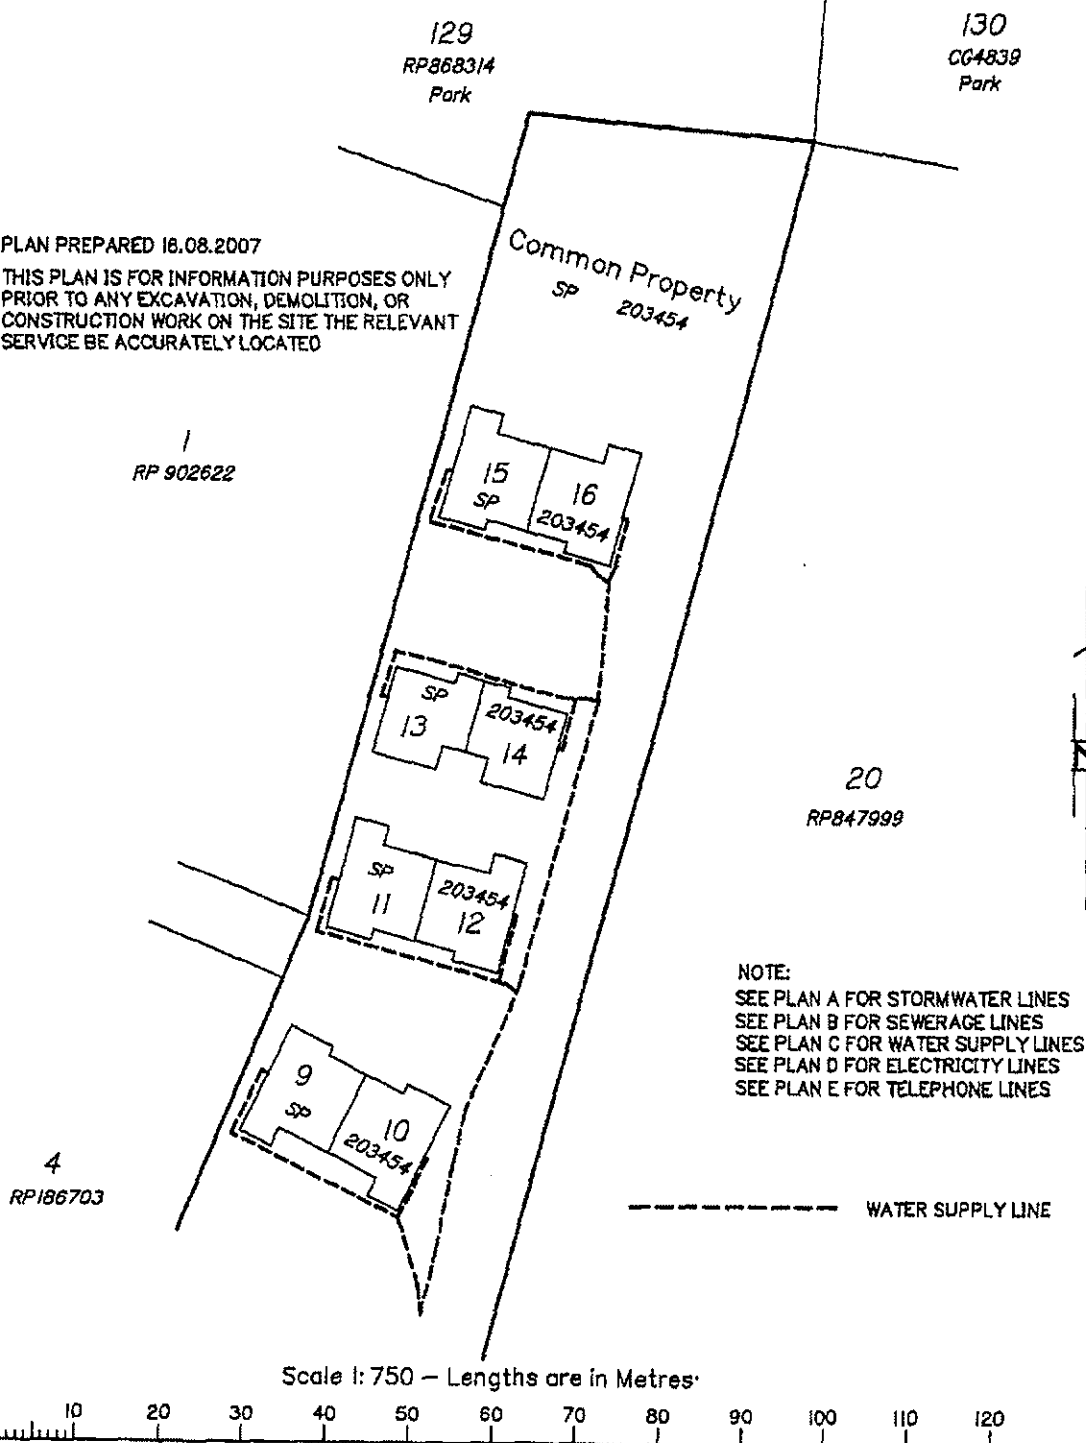 129
RP868314
Park
130
CG4839
Park
PLAN PREPARED 16.08.2007
THIS PLAN IS FOR INFORMATION PURPOSES ONLY
PRIOR TO ANY EXCAVATION, DEMOLITION, OR
CONSTRUCTION WORK ON THE SITE THE RELEVANT
SERVICE BE ACCURATELY LOCATED
Common Property
SP 203454
1
RP 902622
15
SP
16
203454
SP
13
203454
14
20
RP847999
N
SP
11
203454
12
NOTE:
SEE PLAN A FOR STORMWATER LINES
SEE PLAN B FOR SEWERAGE LINES
SEE PLAN C FOR WATER SUPPLY LINES
SEE PLAN D FOR ELECTRICITY LINES
SEE PLAN E FOR TELEPHONE LINES
9
SP
10
203454
4
RP186703
WATER SUPPLY LINE
Scale 1: 750 – Lengths are in Metres.
10 20 30 40 50 60 70 80 90 100 110 120